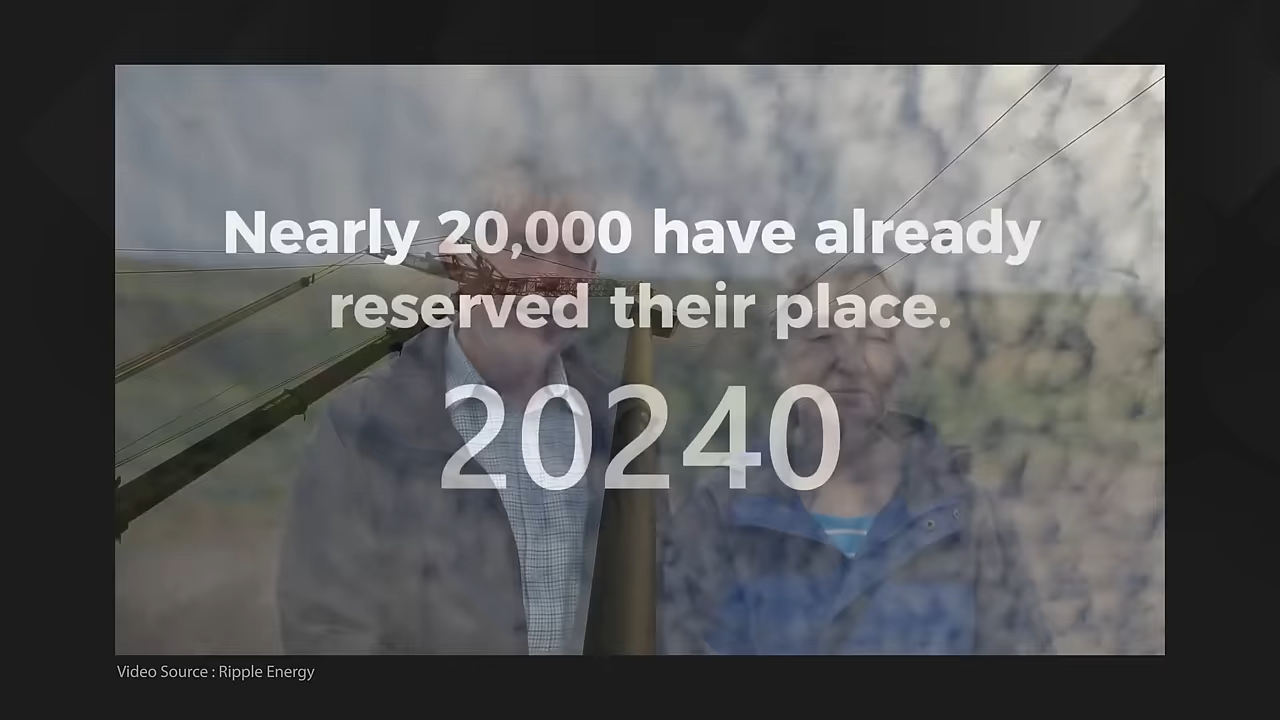 Nearly 20,000 have already
reserved their place.
20240
Video Source : Ripple Energy